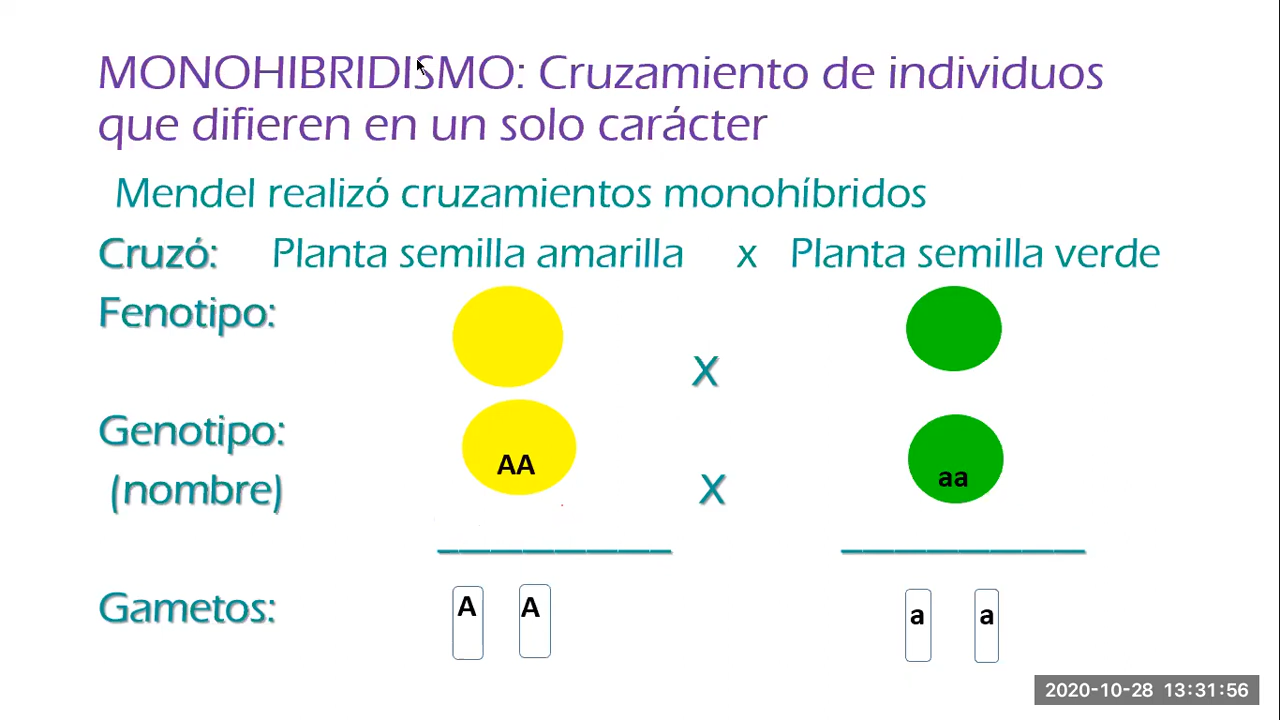 MONOHIBRIDISMO: Cruzamiento de individuos
que difieren en un solo carácter
Mendel realizó cruzamientos monohíbridos
Cruzó: Planta semilla amarilla x Planta semilla verde
Fenotipo:
X
Genotipo:
AA aa
(nombre) X
Gametos: A A a a
2020-10-28 13:31:56